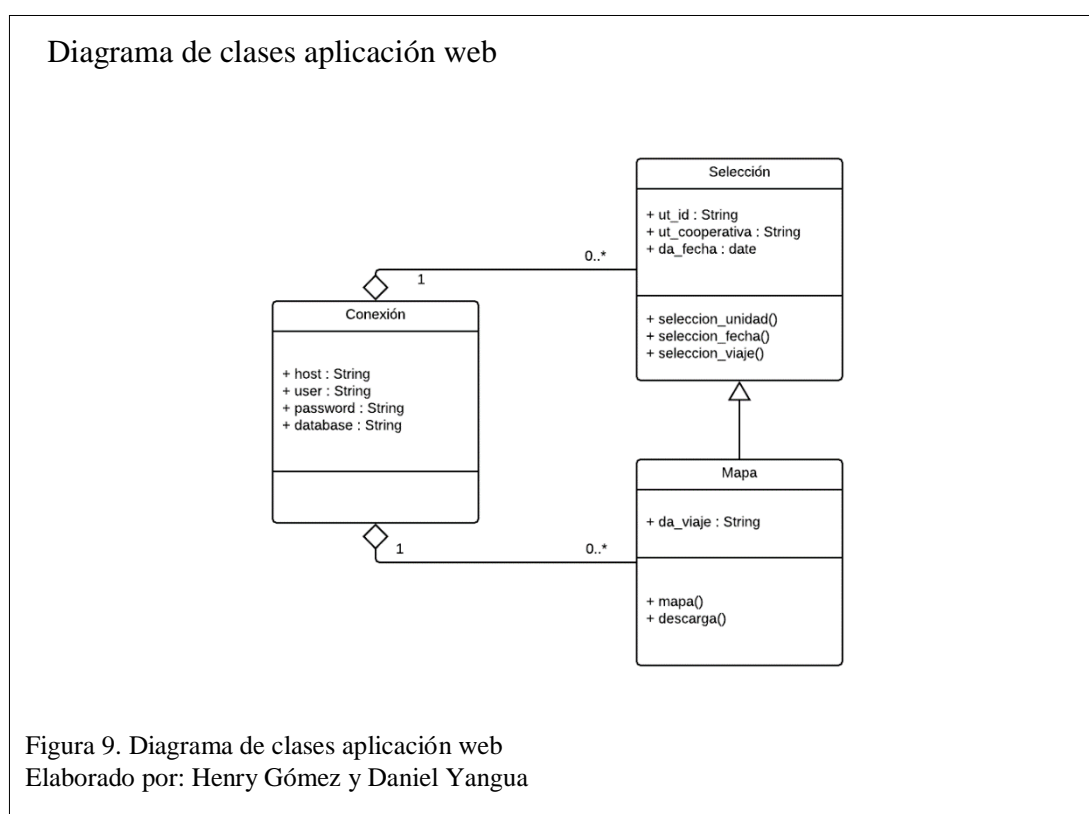 Diagrama de clases aplicación web
Selección
+ ut_id : String
+ ut_cooperativa : String
+ da_fecha : date
+ seleccion_unidad()
+ seleccion_fecha()
+ seleccion_viaje()
0..*
1
Conexión
+ host : String
+ user : String
+ password : String
+ database : String
1
0..*
Mapa
+ da_viaje : String
+ mapa()
+ descarga()
Figura 9. Diagrama de clases aplicación web
Elaborado por: Henry Gómez y Daniel Yangua